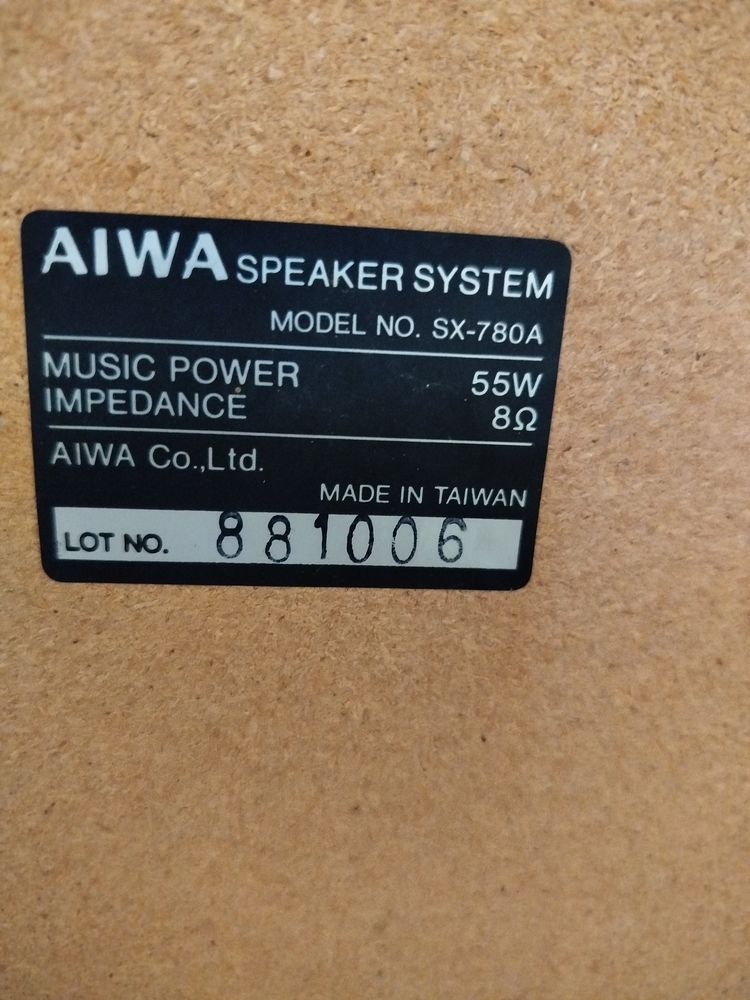 AIWA SPEAKER SYSTEM
MODEL NO. SX-780A
MUSIC POWER 55W
IMPEDANCE 8Ω
AIWA Co.,Ltd.
MADE IN TAIWAN
LOT NO. 881006